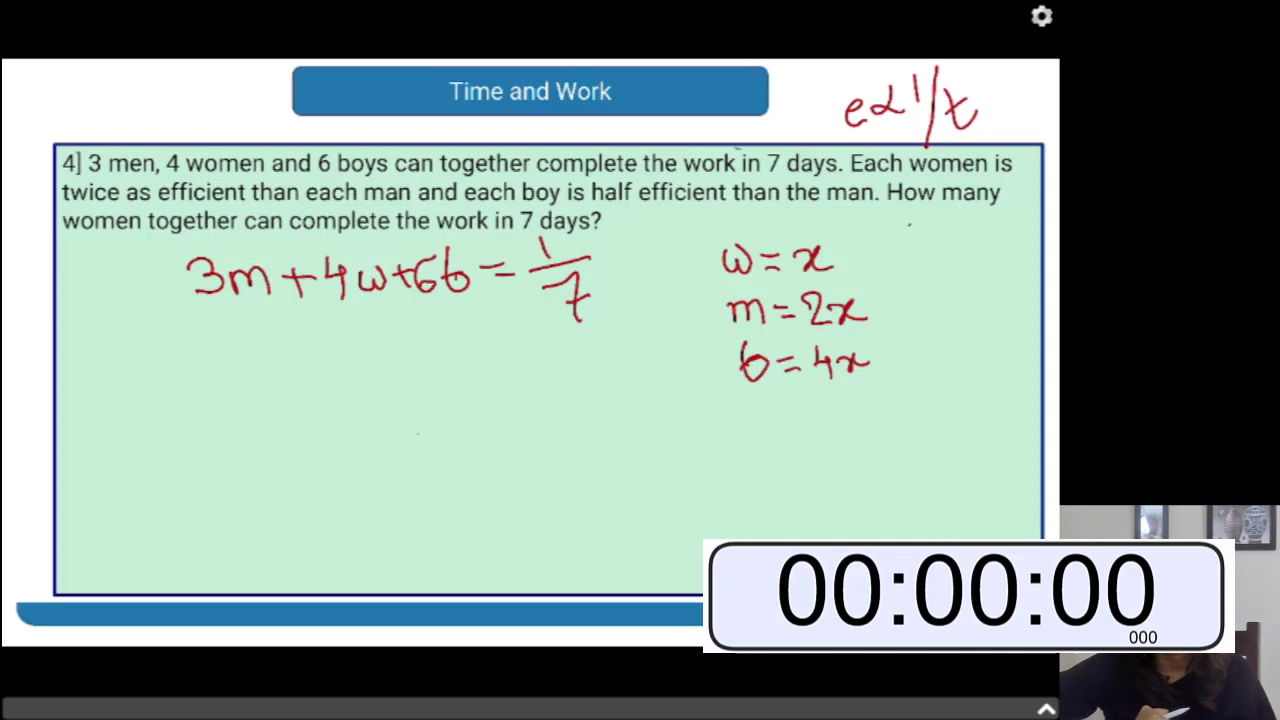 Time and Work
e α 1/t
4] 3 men, 4 women and 6 boys can together complete the work in 7 days. Each women is
twice as efficient than each man and each boy is half efficient than the man. How many
women together can complete the work in 7 days?
3m+4w+6b=1/7
w=x
m=2x
b=4x
00:00:00
000